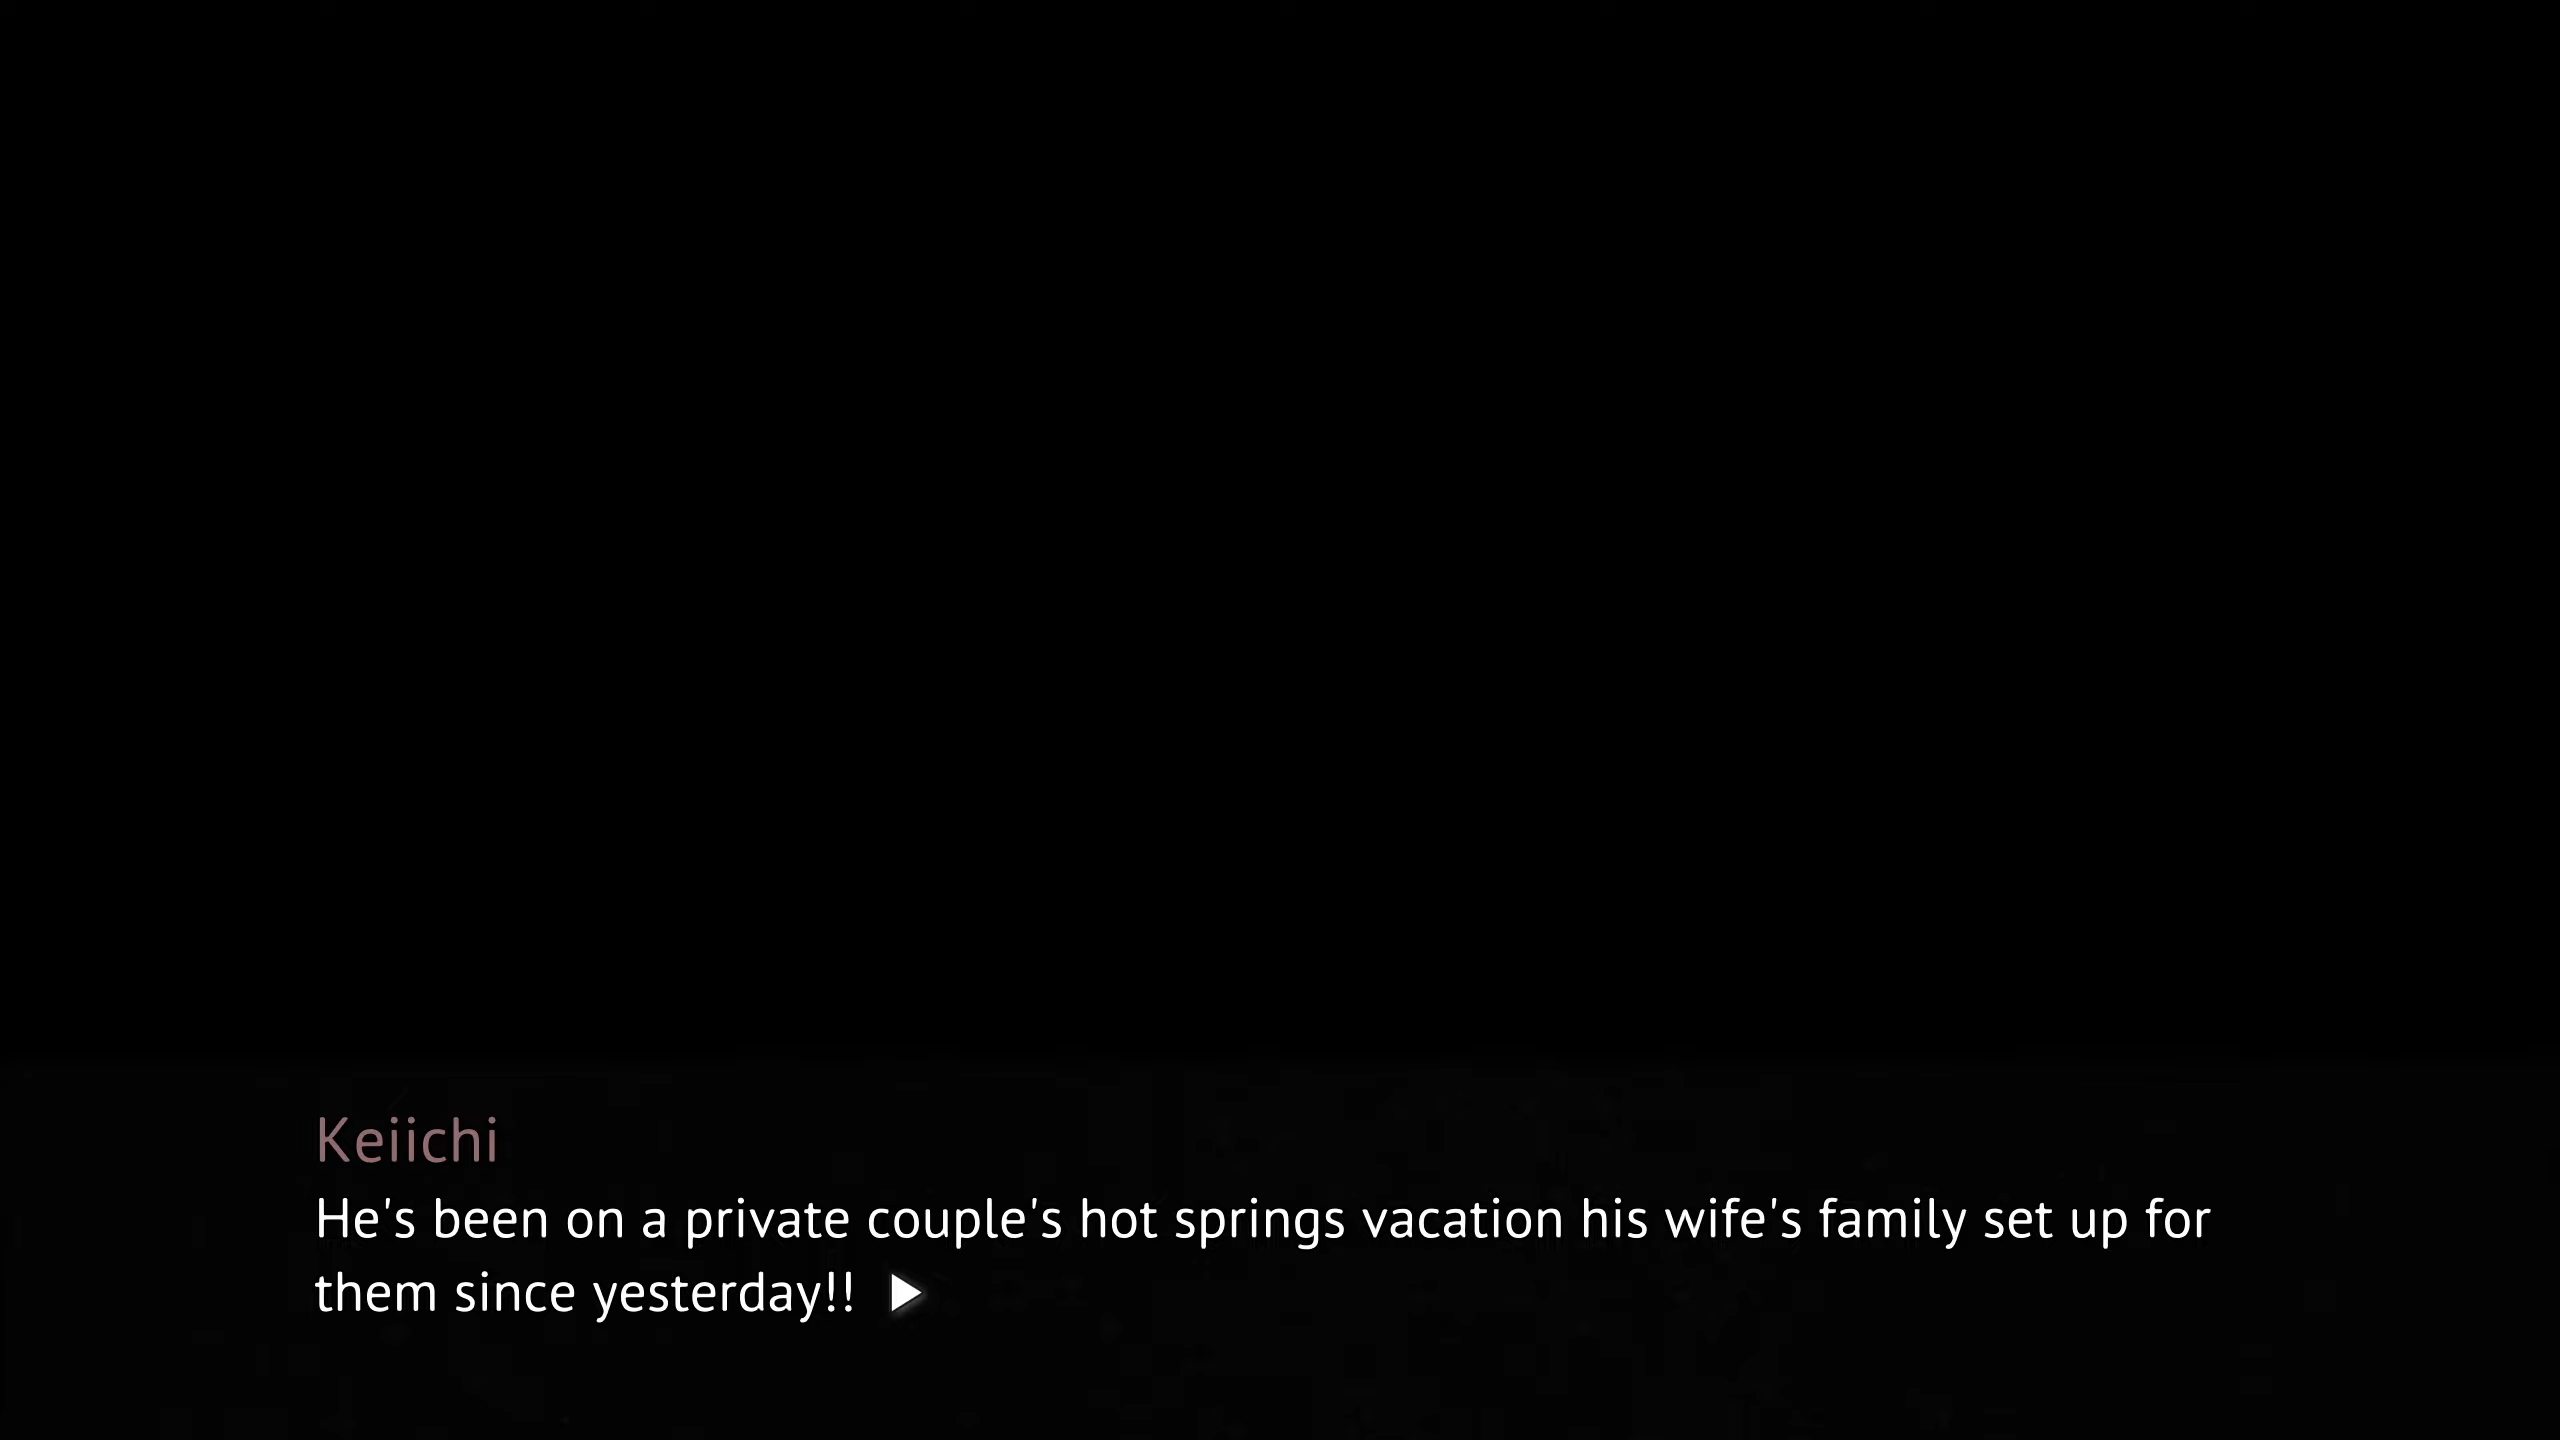 Keiichi
He's been on a private couple's hot springs vacation his wife's family set up for
them since yesterday!!